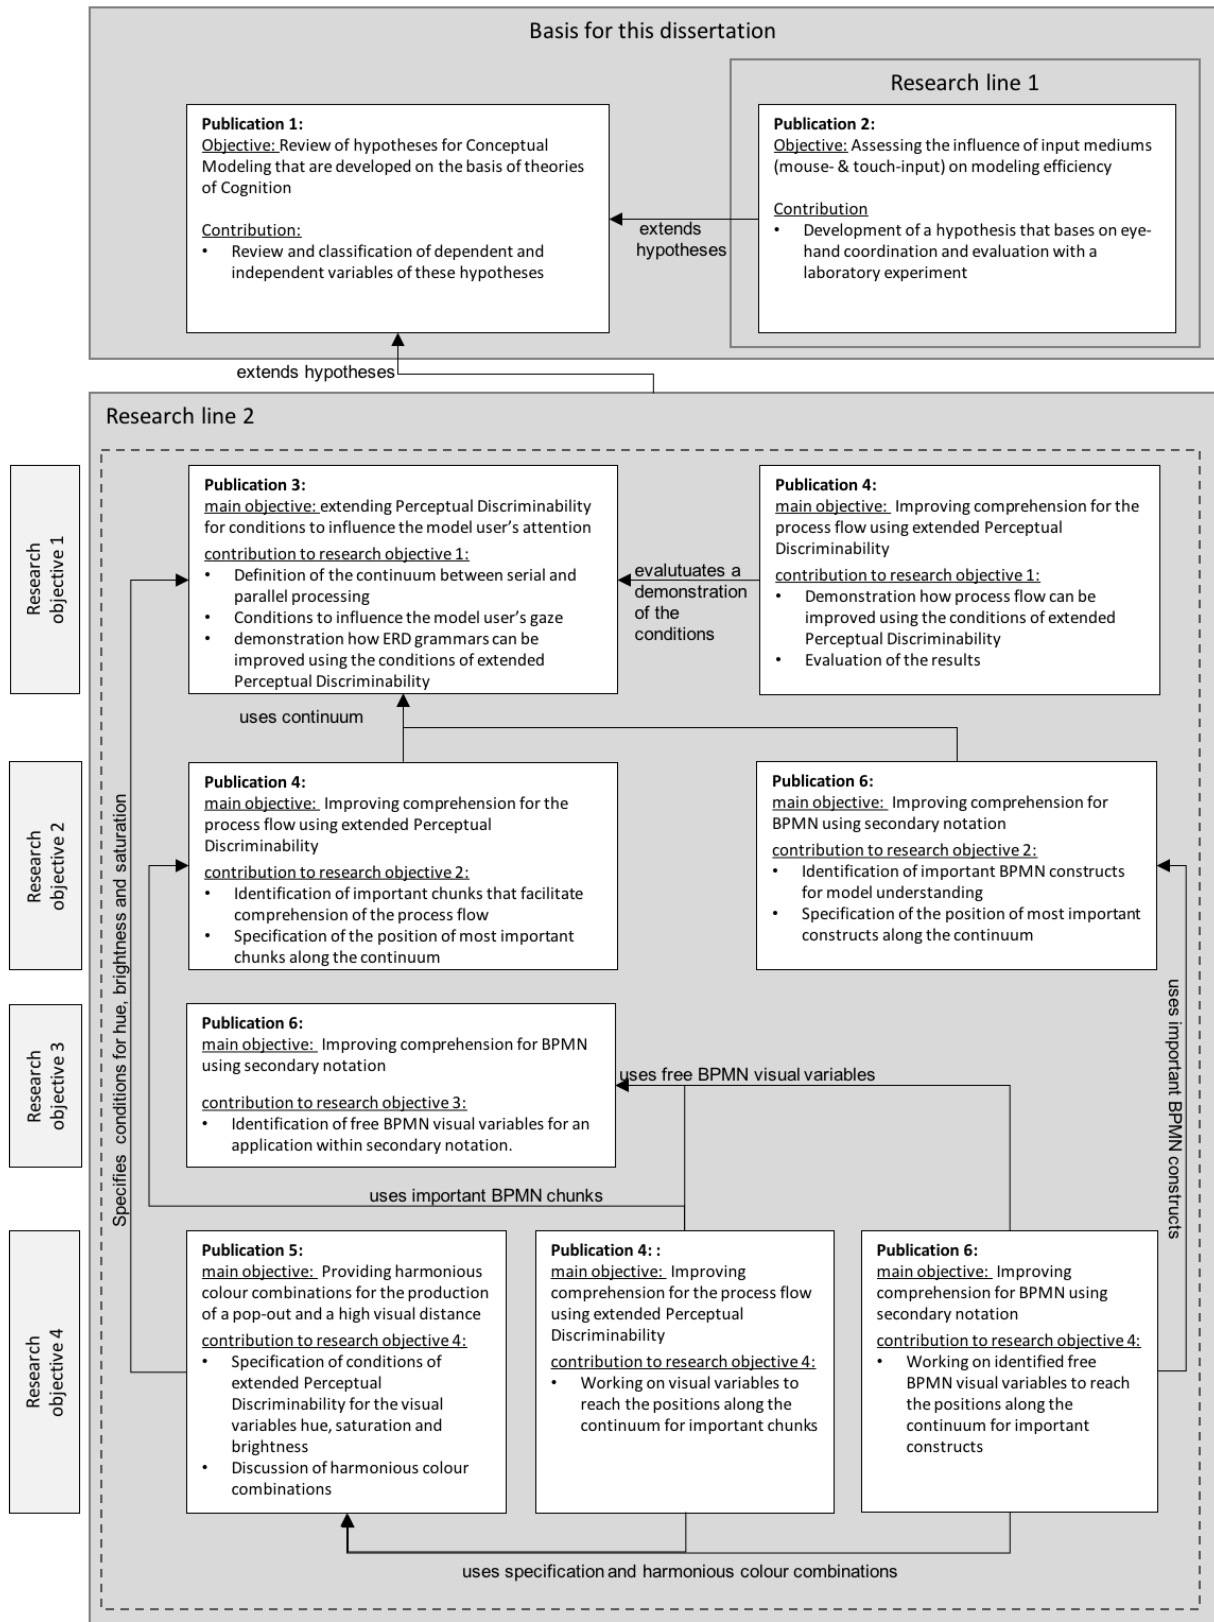 Basis for this dissertation
Research line 1
Publication 1:
Objective: Review of hypotheses for Conceptual
Modeling that are developed on the basis of theories
of Cognition
Contribution:
• Review and classification of dependent and
independent variables of these hypotheses
extends
hypotheses
Publication 2:
Objective: Assessing the influence of input mediums
(mouse- & touch-input) on modeling efficiency
Contribution
• Development of a hypothesis that bases on eye-
hand coordination and evaluation with a
laboratory experiment
extends hypotheses
Research line 2
Research
objective 1
Publication 3:
main objective: extending Perceptual Discriminability
for conditions to influence the model user's attention
contribution to research objective 1:
• Definition of the continuum between serial and
parallel processing
• Conditions to influence the model user's gaze
• demonstration how ERD grammars can be
improved using the conditions of extended
Perceptual Discriminability
evalutuates a
demonstration
of the
conditions
Publication 4:
main objective: Improving comprehension for the
process flow using extended Perceptual
Discriminability
contribution to research objective 1:
• Demonstration how process flow can be
improved using the conditions of extended
Perceptual Discriminability
• Evaluation of the results
uses continuum
Research
objective 2
Publication 4:
main objective: Improving comprehension for the
process flow using extended Perceptual
Discriminability
contribution to research objective 2:
• Identification of important chunks that facilitate
comprehension of the process flow
• Specification of the position of most important
chunks along the continuum
Publication 6:
main objective: Improving comprehension for
BPMN using secondary notation
contribution to research objective 2:
• Identification of important BPMN constructs
for model understanding
• Specification of the position of most important
constructs along the continuum
Specifies conditions for hue, brightness and saturation
uses important BPMN constructs
Research
objective 3
Publication 6:
main objective: Improving comprehension for BPMN
using secondary notation
contribution to research objective 3:
• Identification of free BPMN visual variables for an
application within secondary notation.
uses free BPMN visual variables
uses important BPMN chunks
Research
objective 4
Publication 5:
main objective: Providing harmonious
colour combinations for the production
of a pop-out and a high visual distance
contribution to research objective 4:
• Specification of conditions of
extended Perceptual
Discriminability for the visual
variables hue, saturation and
brightness
• Discussion of harmonious colour
combinations
Publication 4: :
main objective: Improving
comprehension for the process flow
using extended Perceptual
Discriminability
contribution to research objective 4:
• Working on visual variables to
reach the positions along the
continuum for important chunks
Publication 6:
main objective: Improving
comprehension for BPMN using
secondary notation
contribution to research objective 4:
• Working on identified free
BPMN visual variables to reach
the positions along the
continuum for important
constructs
uses specification and harmonious colour combinations